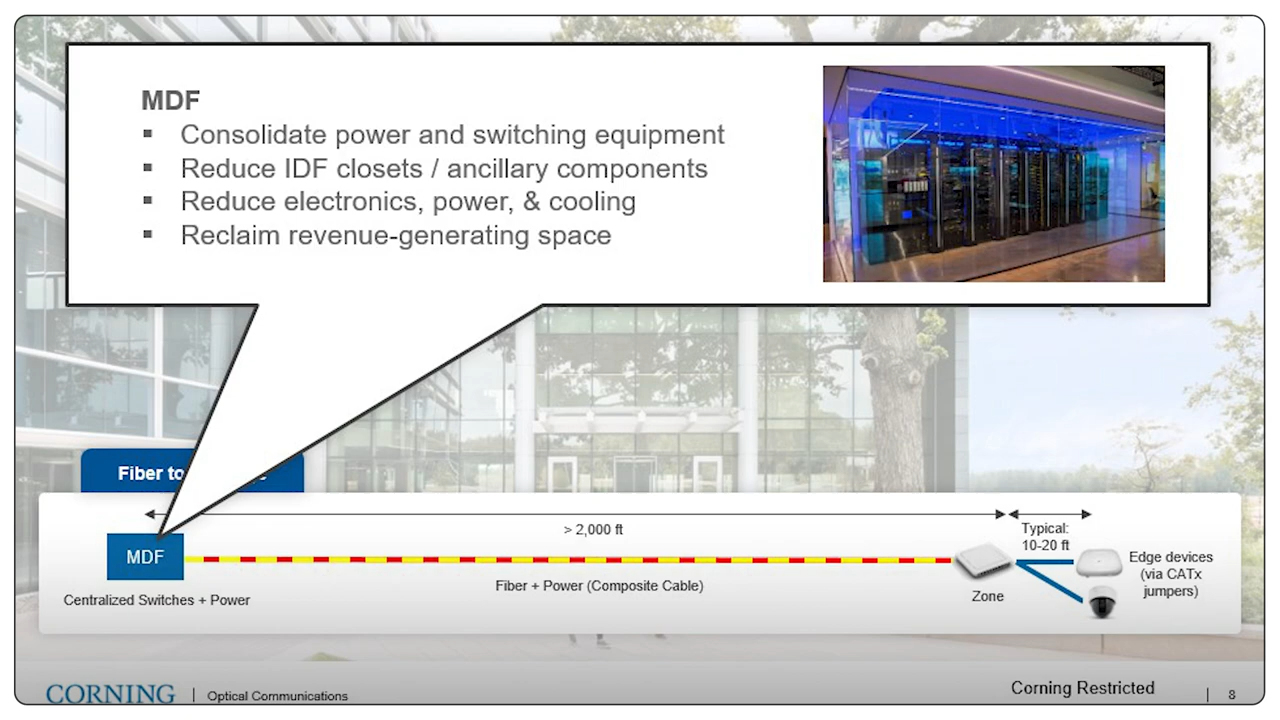 MDF
▪ Consolidate power and switching equipment
▪ Reduce IDF closets / ancillary components
▪ Reduce electronics, power, & cooling
▪ Reclaim revenue-generating space
Fiber to
> 2,000 ft
Typical:
10-20 ft
MDF
Fiber + Power (Composite Cable)
Centralized Switches + Power
Zone
Edge devices
(via CATx
jumpers)
CORNING | Optical Communications
Corning Restricted | 8